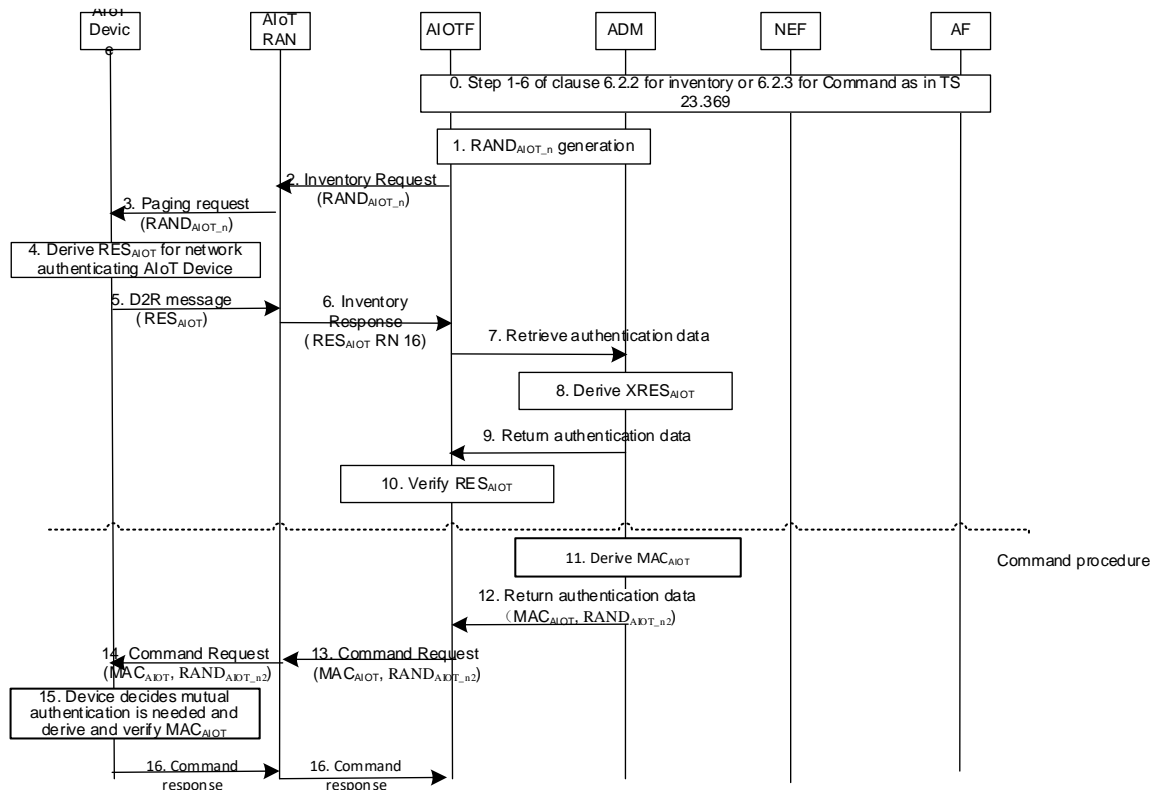 AIoT
Devic
e
AIoT
RAN
AIOTF
ADM
NEF
AF
0. Step 1-6 of clause 6.2.2 for inventory or 6.2.3 for Command as in TS
23.369
1. RANDAIOT_n generation
2. Inventory Request
(RANDAIOT_n)
3. Paging request
(RANDAIOT_n)
4. Derive RESAIOT for network
authenticating AIoT Device
5. D2R message
( RESAIOT)
6. Inventory
Response
( RESAIOT RN 16)
7. Retrieve authentication data
8. Derive XRESAIOT
9. Return authentication data
10. Verify RESAIOT
11. Derive MACAIOT
Command procedure
12. Return authentication data
(MACAIOT, RANDAIOT_n2)
13. Command Request
(MACAIOT, RANDAIOT_n2)
14. Command Request
(MACAIOT, RANDAIOT_n2)
15. Device decides mutual
authentication is needed and
derive and verify MACAIOT
16. Command
response
16. Command
response